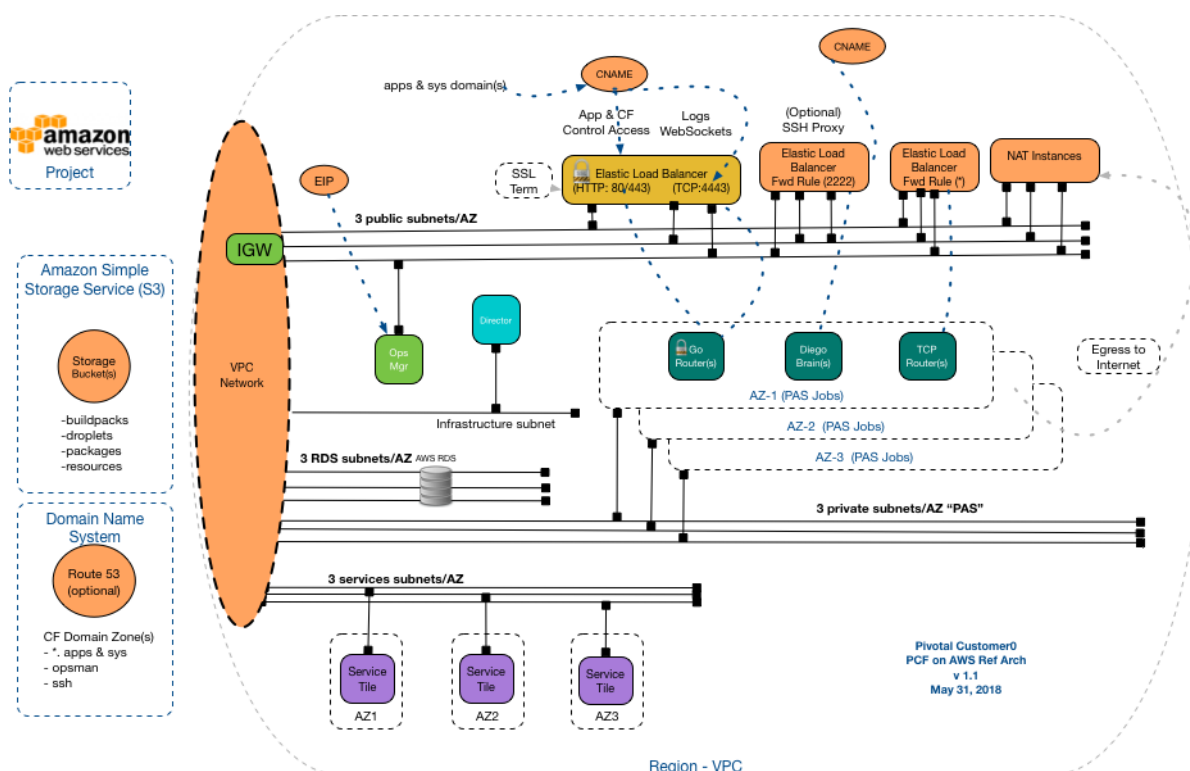 amazon
web services
Project
Amazon Simple
Storage Service (S3)
Storage
Bucket(s)
-buildpacks
-droplets
-packages
-resources
Domain Name
System
Route 53
(optional)
CF Domain Zone(s)
- *. apps & sys
- opsman
- ssh
CNAME
CNAME
apps & sys domain(s)
App & CF
Control Access
Logs
WebSockets
(Optional)
SSH Proxy
SSL
Term
Elastic Load Balancer
(HTTP: 80/443)
(TCP:4443)
Elastic Load
Balancer
Fwd Rule (2222)
Elastic Load
Balancer
Fwd Rule (*)
NAT Instances
EIP
3 public subnets/AZ
IGW
VPC
Network
Ops
Mgr
Director
Infrastructure subnet
Go
Router(s)
Diego
Brain(s)
TCP
Router(s)
AZ-1 (PAS Jobs)
AZ-2 (PAS Jobs)
AZ-3 (PAS Jobs)
Egress to
Internet
3 RDS subnets/AZ
AWS RDS
3 private subnets/AZ “PAS”
3 services subnets/AZ
Service
Tile
AZ1
Service
Tile
AZ2
Service
Tile
AZ3
Pivotal Customer0
PCF on AWS Ref Arch
v 1.1
May 31, 2018
Region - VPC